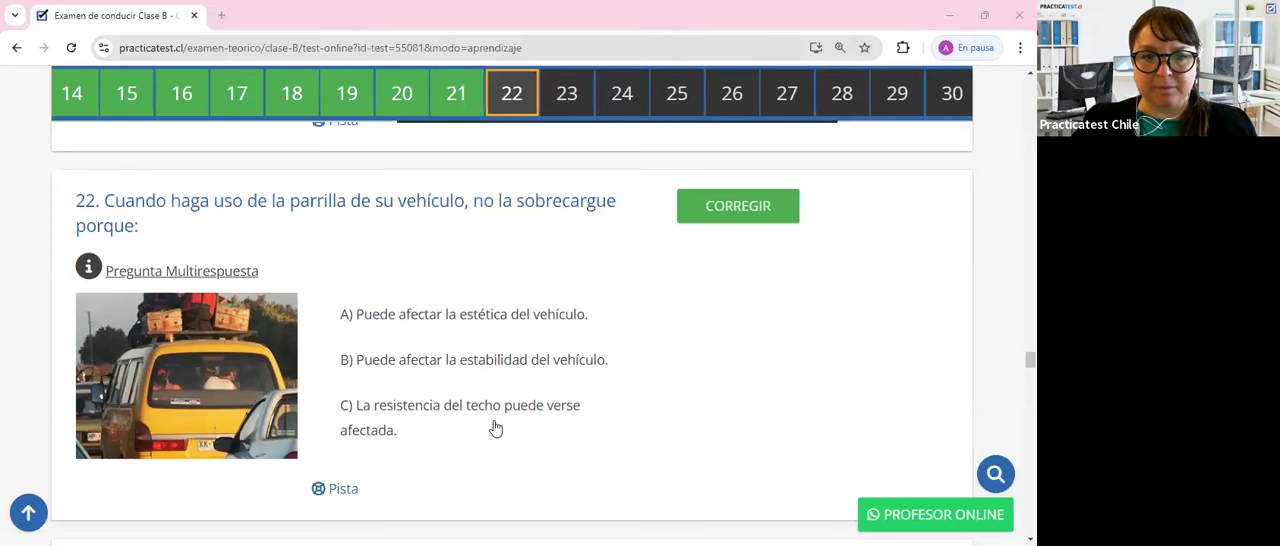 Examen de conducir Clase B - C
practicatest.cl/examen-teorico/clase-B/test-online?id-test=55081&modo=aprendizaje
A
En pausa
PRACTICATEST.cl
Practicatest Chile
14 15 16 17 18 19 20 21 22 23 24 25 26 27 28 29 30
Pista
22. Cuando haga uso de la parrilla de su vehículo, no la sobrecargue
porque:
CORREGIR
Pregunta Multirespuesta
A) Puede afectar la estética del vehículo.
B) Puede afectar la estabilidad del vehículo.
C) La resistencia del techo puede verse
afectada.
Pista
PROFESOR ONLINE